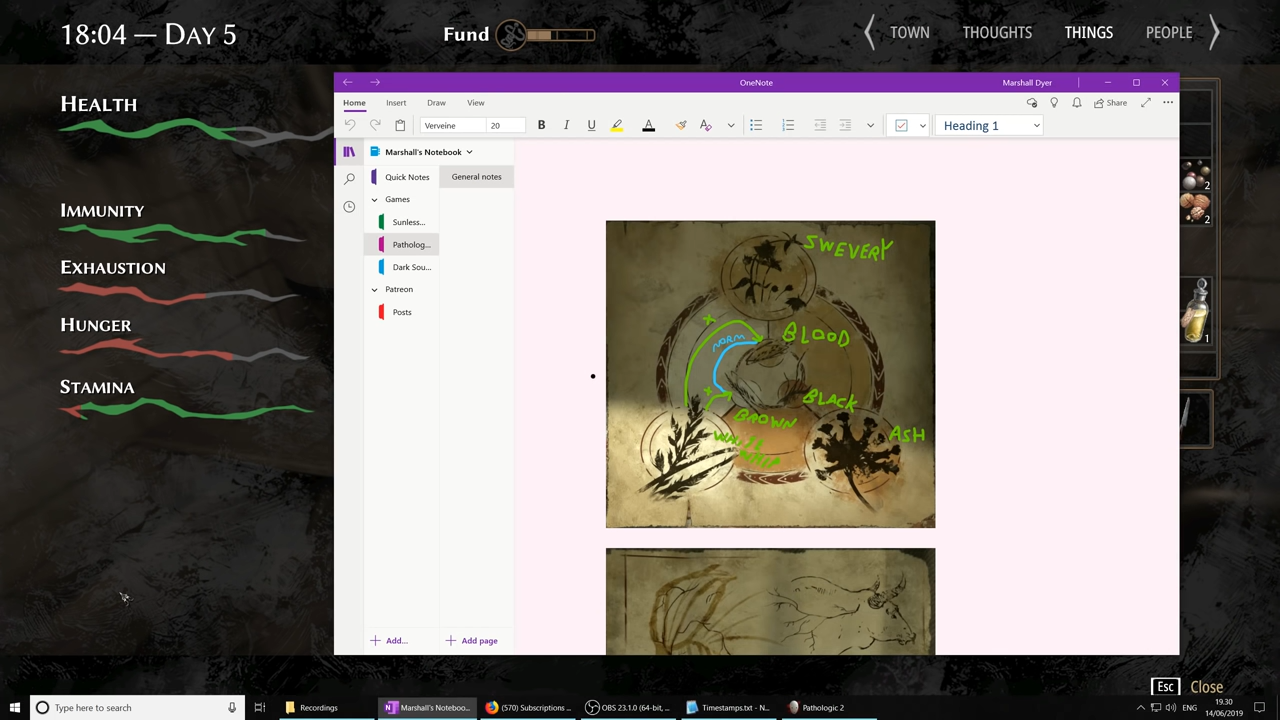 18:04 — Day 5
Fund
TOWN
THOUGHTS
THINGS
PEOPLE
Health
Immunity
Exhaustion
Hunger
Stamina
OneNote
Marshall Dyer
Home
Insert
Draw
View
Share
Verveine
20
B
I
U
A
Heading 1
Marshall's Notebook
Quick Notes
Games
Sunless...
Patholog...
Dark Sou...
Patreon
Posts
General notes
SWEVERY
BLOOD
NORM
+
+
BLACK
BROWN
ASH
WHITE
WHIP
2
2
1
Add...
Add page
Esc
Close
Type here to search
Recordings
Marshall's Noteboo...
(570) Subscriptions ...
OBS 23.1.0 (64-bit, ...
Timestamps.txt - N...
Pathologic 2
ENG
19.30
14/06/2019